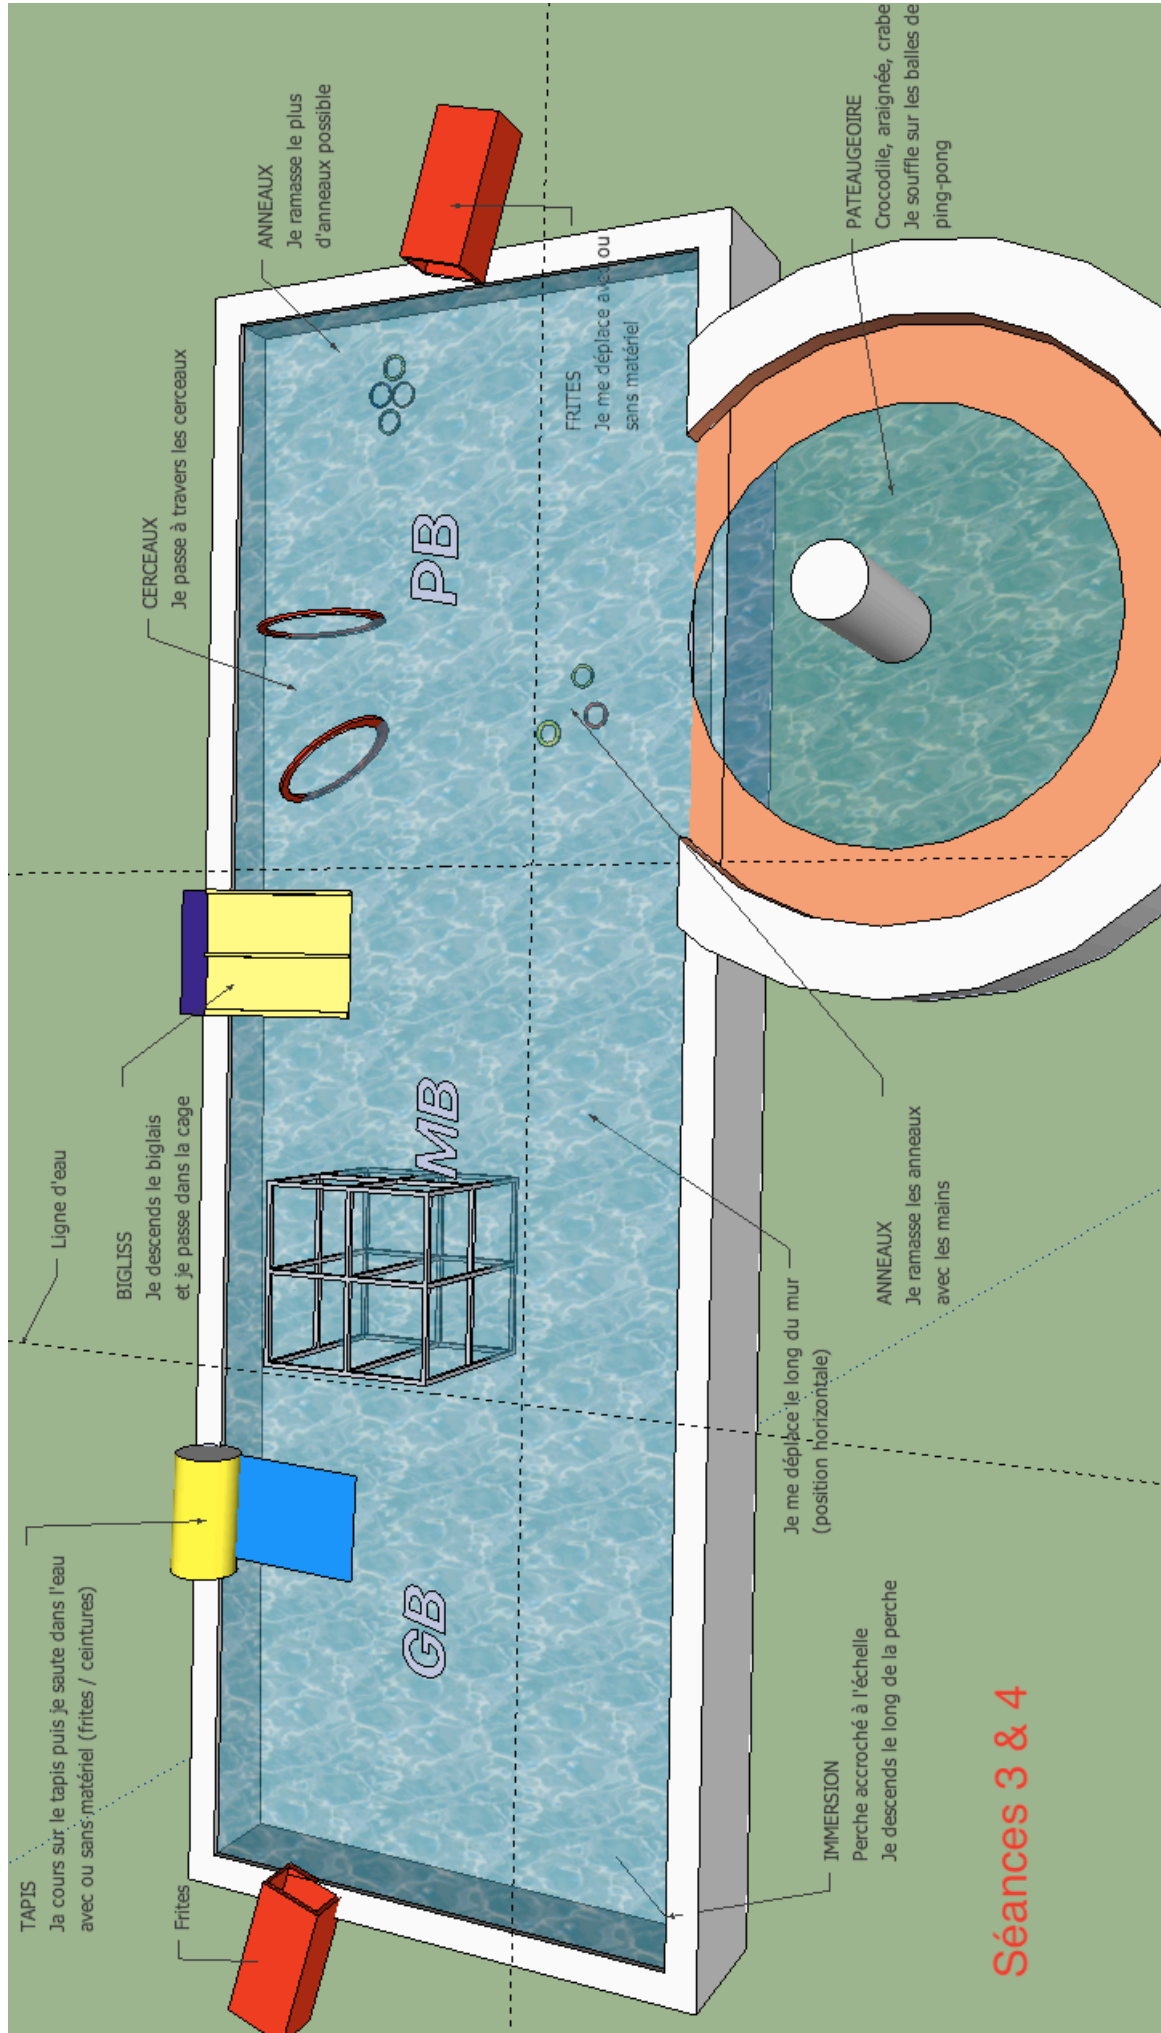 TAPIS
Ja cours sur le tapis puis je saute dans l'eau
avec ou sans matériel (frites / ceintures)
Frites
Ligne d'eau
BIGLISS
Je descends le biglais
et je passe dans la cage
CERCEAUX
Je passe à travers les cerceaux
ANNEAUX
Je ramasse le plus
d'anneaux possible
GB
MB
PB
FRITES
Je me déplace avec ou
sans matériel
Je me déplace le long du mur
(position horizontale)
IMMERSION
Perche accroché à l'échelle
Je descends le long de la perche
ANNEAUX
Je ramasse les anneaux
avec les mains
PATEAUGEOIRE
Crocodile, araignée, crabe
Je souffle sur les balles de
ping-pong
Séances 3 & 4